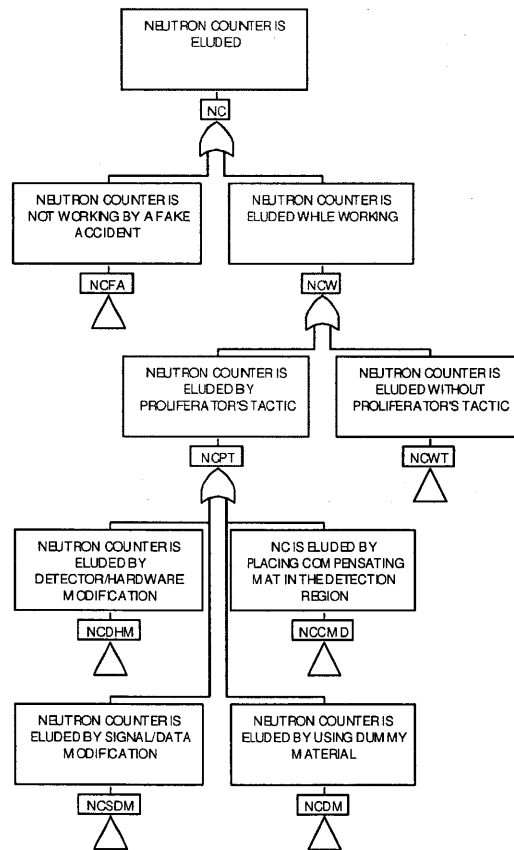 NEUTRON COUNTER IS
ELUDED
NC
NEUTRON COUNTER IS
NOT WORKING BY A FAKE
ACCIDENT
NCFA
NEUTRON COUNTER IS
ELUDED WHILE WORKING
NCW
NEUTRON COUNTER IS
ELUDED BY
PROLIFERATOR'S TACTIC
NCPT
NEUTRON COUNTER IS
ELUDED WITHOUT
PROLIFERATOR'S TACTIC
NCWT
NEUTRON COUNTER IS
ELUDED BY
DETECTOR/HARDWARE
MODIFICATION
NCDHM
NC IS ELUDED BY
PLACING COMPENSATING
MAT IN THE DETECTION
REGION
NCCMD
NEUTRON COUNTER IS
ELUDED BY SIGNAL/DATA
MODIFICATION
NCSDM
NEUTRON COUNTER IS
ELUDED BY USING DUMMY
MATERIAL
NCDM